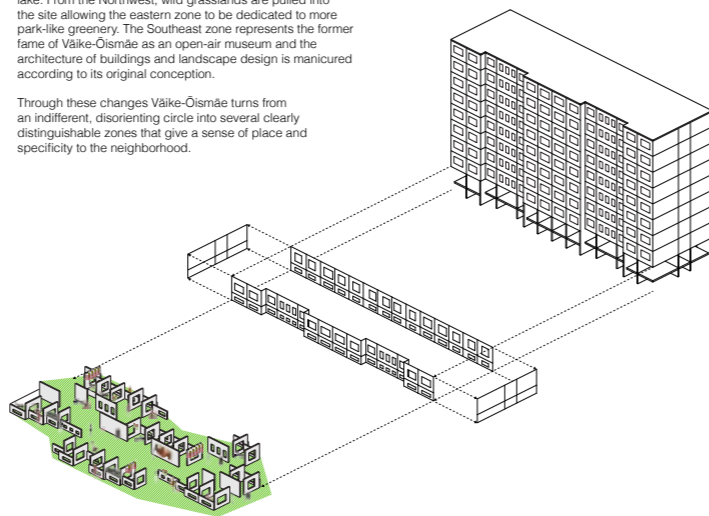 lake. From the Northwest, wild grasslands are pulled into
the site allowing the eastern zone to be dedicated to more
park-like greenery. The Southeast zone represents the former
fame of Väike-Õismäe as an open-air museum and the
architecture of buildings and landscape design is manicured
according to its original conception.
Through these changes Väike-Õismäe turns from
an indifferent, disorienting circle into several clearly
distinguishable zones that give a sense of place and
specificity to the neighborhood.